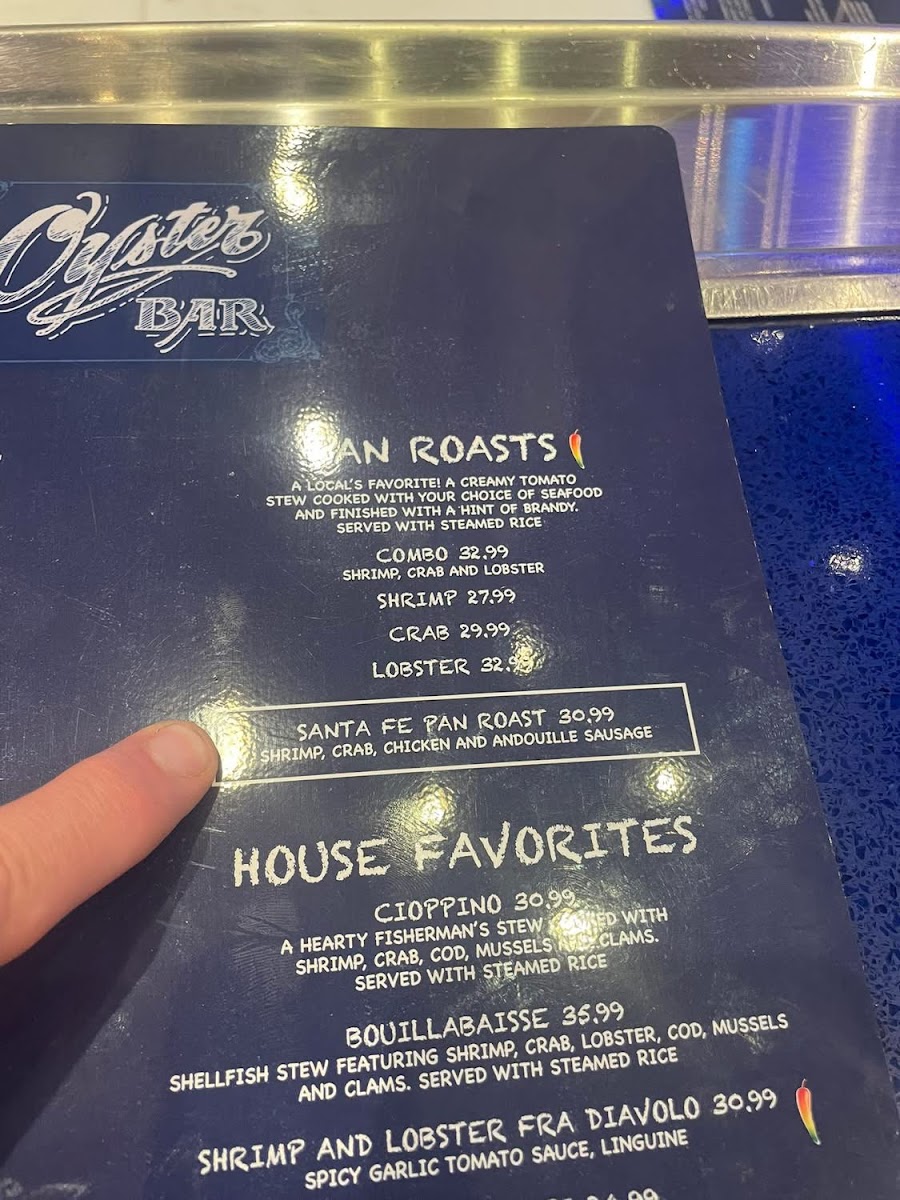 Oyster
BAR
PAN ROASTS
A LOCAL'S FAVORITE! A CREAMY TOMATO
STEW COOKED WITH YOUR CHOICE OF SEAFOOD
AND FINISHED WITH A HINT OF BRANDY.
SERVED WITH STEAMED RICE
COMBO 32.99
SHRIMP, CRAB AND LOBSTER
SHRIMP 27.99
CRAB 29.99
LOBSTER 32.99
SANTA FE PAN ROAST 30.99
SHRIMP, CRAB, CHICKEN AND ANDOUILLE SAUSAGE
HOUSE FAVORITES
CIOPPINO 30.99
A HEARTY FISHERMAN'S STEW WITH
SHRIMP, CRAB, COD, MUSSELS CLAMS.
SERVED WITH STEAMED RICE
BOUILLABAISSE 35.99
SHELLFISH STEW FEATURING SHRIMP, CRAB, LOBSTER, COD, MUSSELS
AND CLAMS. SERVED WITH STEAMED RICE
SHRIMP AND LOBSTER FRA DIAVOLO 30.99
SPICY GARLIC TOMATO SAUCE, LINGUINE